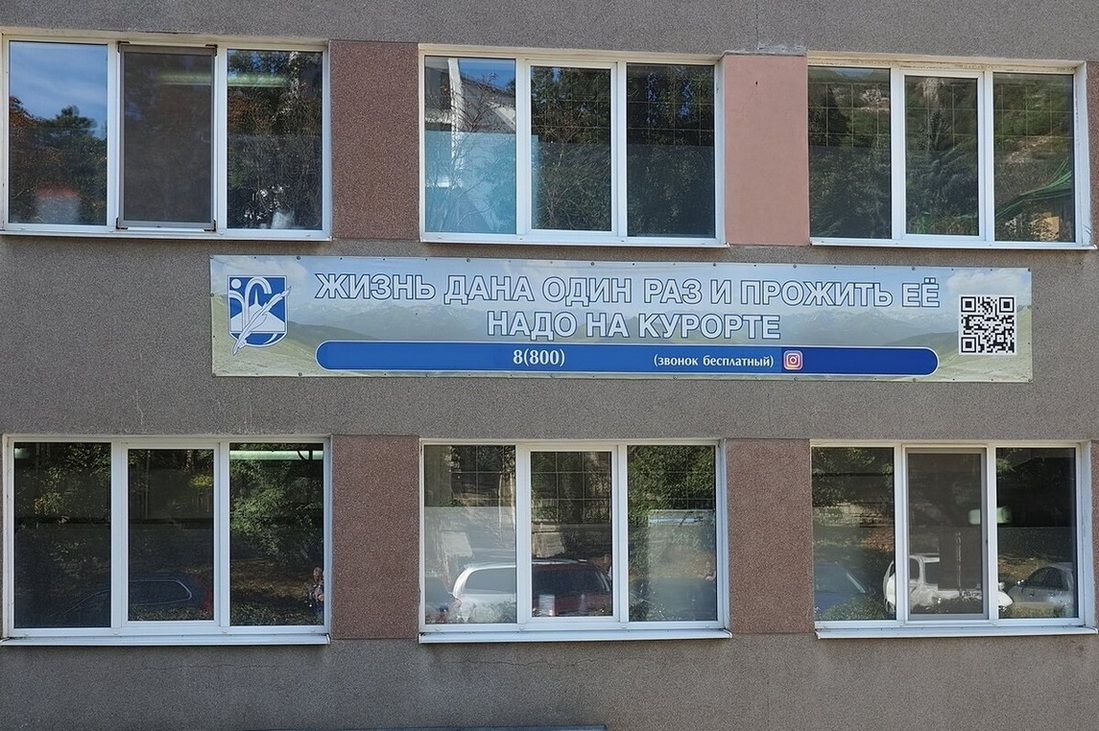 ЖИЗНЬ ДАНА ОДИН РАЗ И ПРОЖИТЬ ЕЁ
НАДО НА КУРОРТЕ
8(800) (звонок бесплатный)